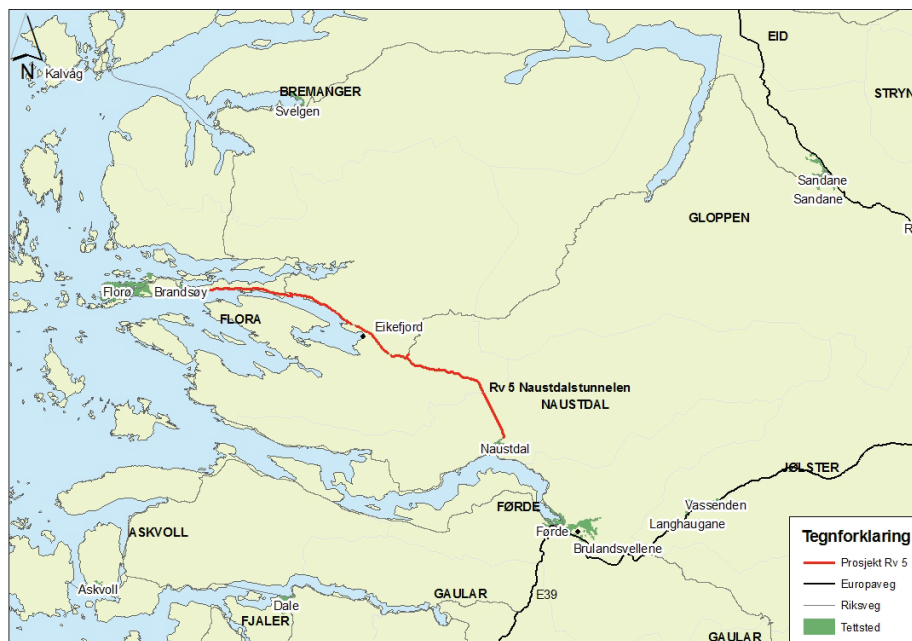 EID
N
Kalvåg
BREMANGER
Svelgen
STRYN
Sandane
Sandane
GLOPPEN
R
Florø
Brandsøy
FLORA
Eikefjord
Rv 5 Naustdalstunnelen
NAUSTDAL
Naustdal
JØLSTER
Vassenden
FØRDE
Langhaugane
Førde
Brulandsvellene
ASKVOLL
Askvoll
GAULAR
E39
Dale
FJALER
GAULAR
Tegnforklaring
Prosjekt Rv 5
Europaveg
Riksveg
Tettsted